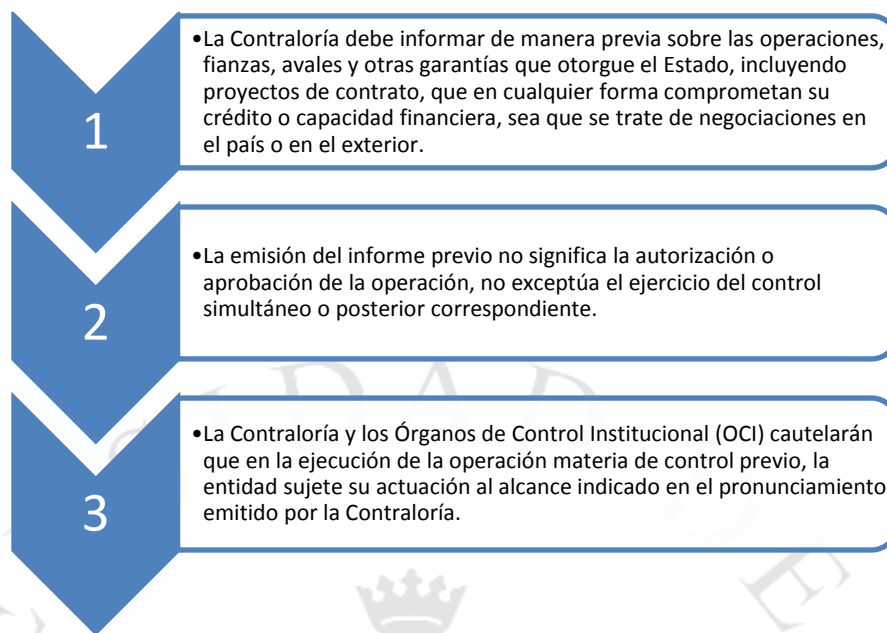 1
•La Contraloría debe informar de manera previa sobre las operaciones,
fianzas, avales y otras garantías que otorgue el Estado, incluyendo
proyectos de contrato, que en cualquier forma comprometan su
crédito o capacidad financiera, sea que se trate de negociaciones en
el país o en el exterior.
2
•La emisión del informe previo no significa la autorización o
aprobación de la operación, no exceptúa el ejercicio del control
simultáneo o posterior correspondiente.
3
•La Contraloría y los Órganos de Control Institucional (OCI) cautelarán
que en la ejecución de la operación materia de control previo, la
entidad sujete su actuación al alcance indicado en el pronunciamiento
emitido por la Contraloría.